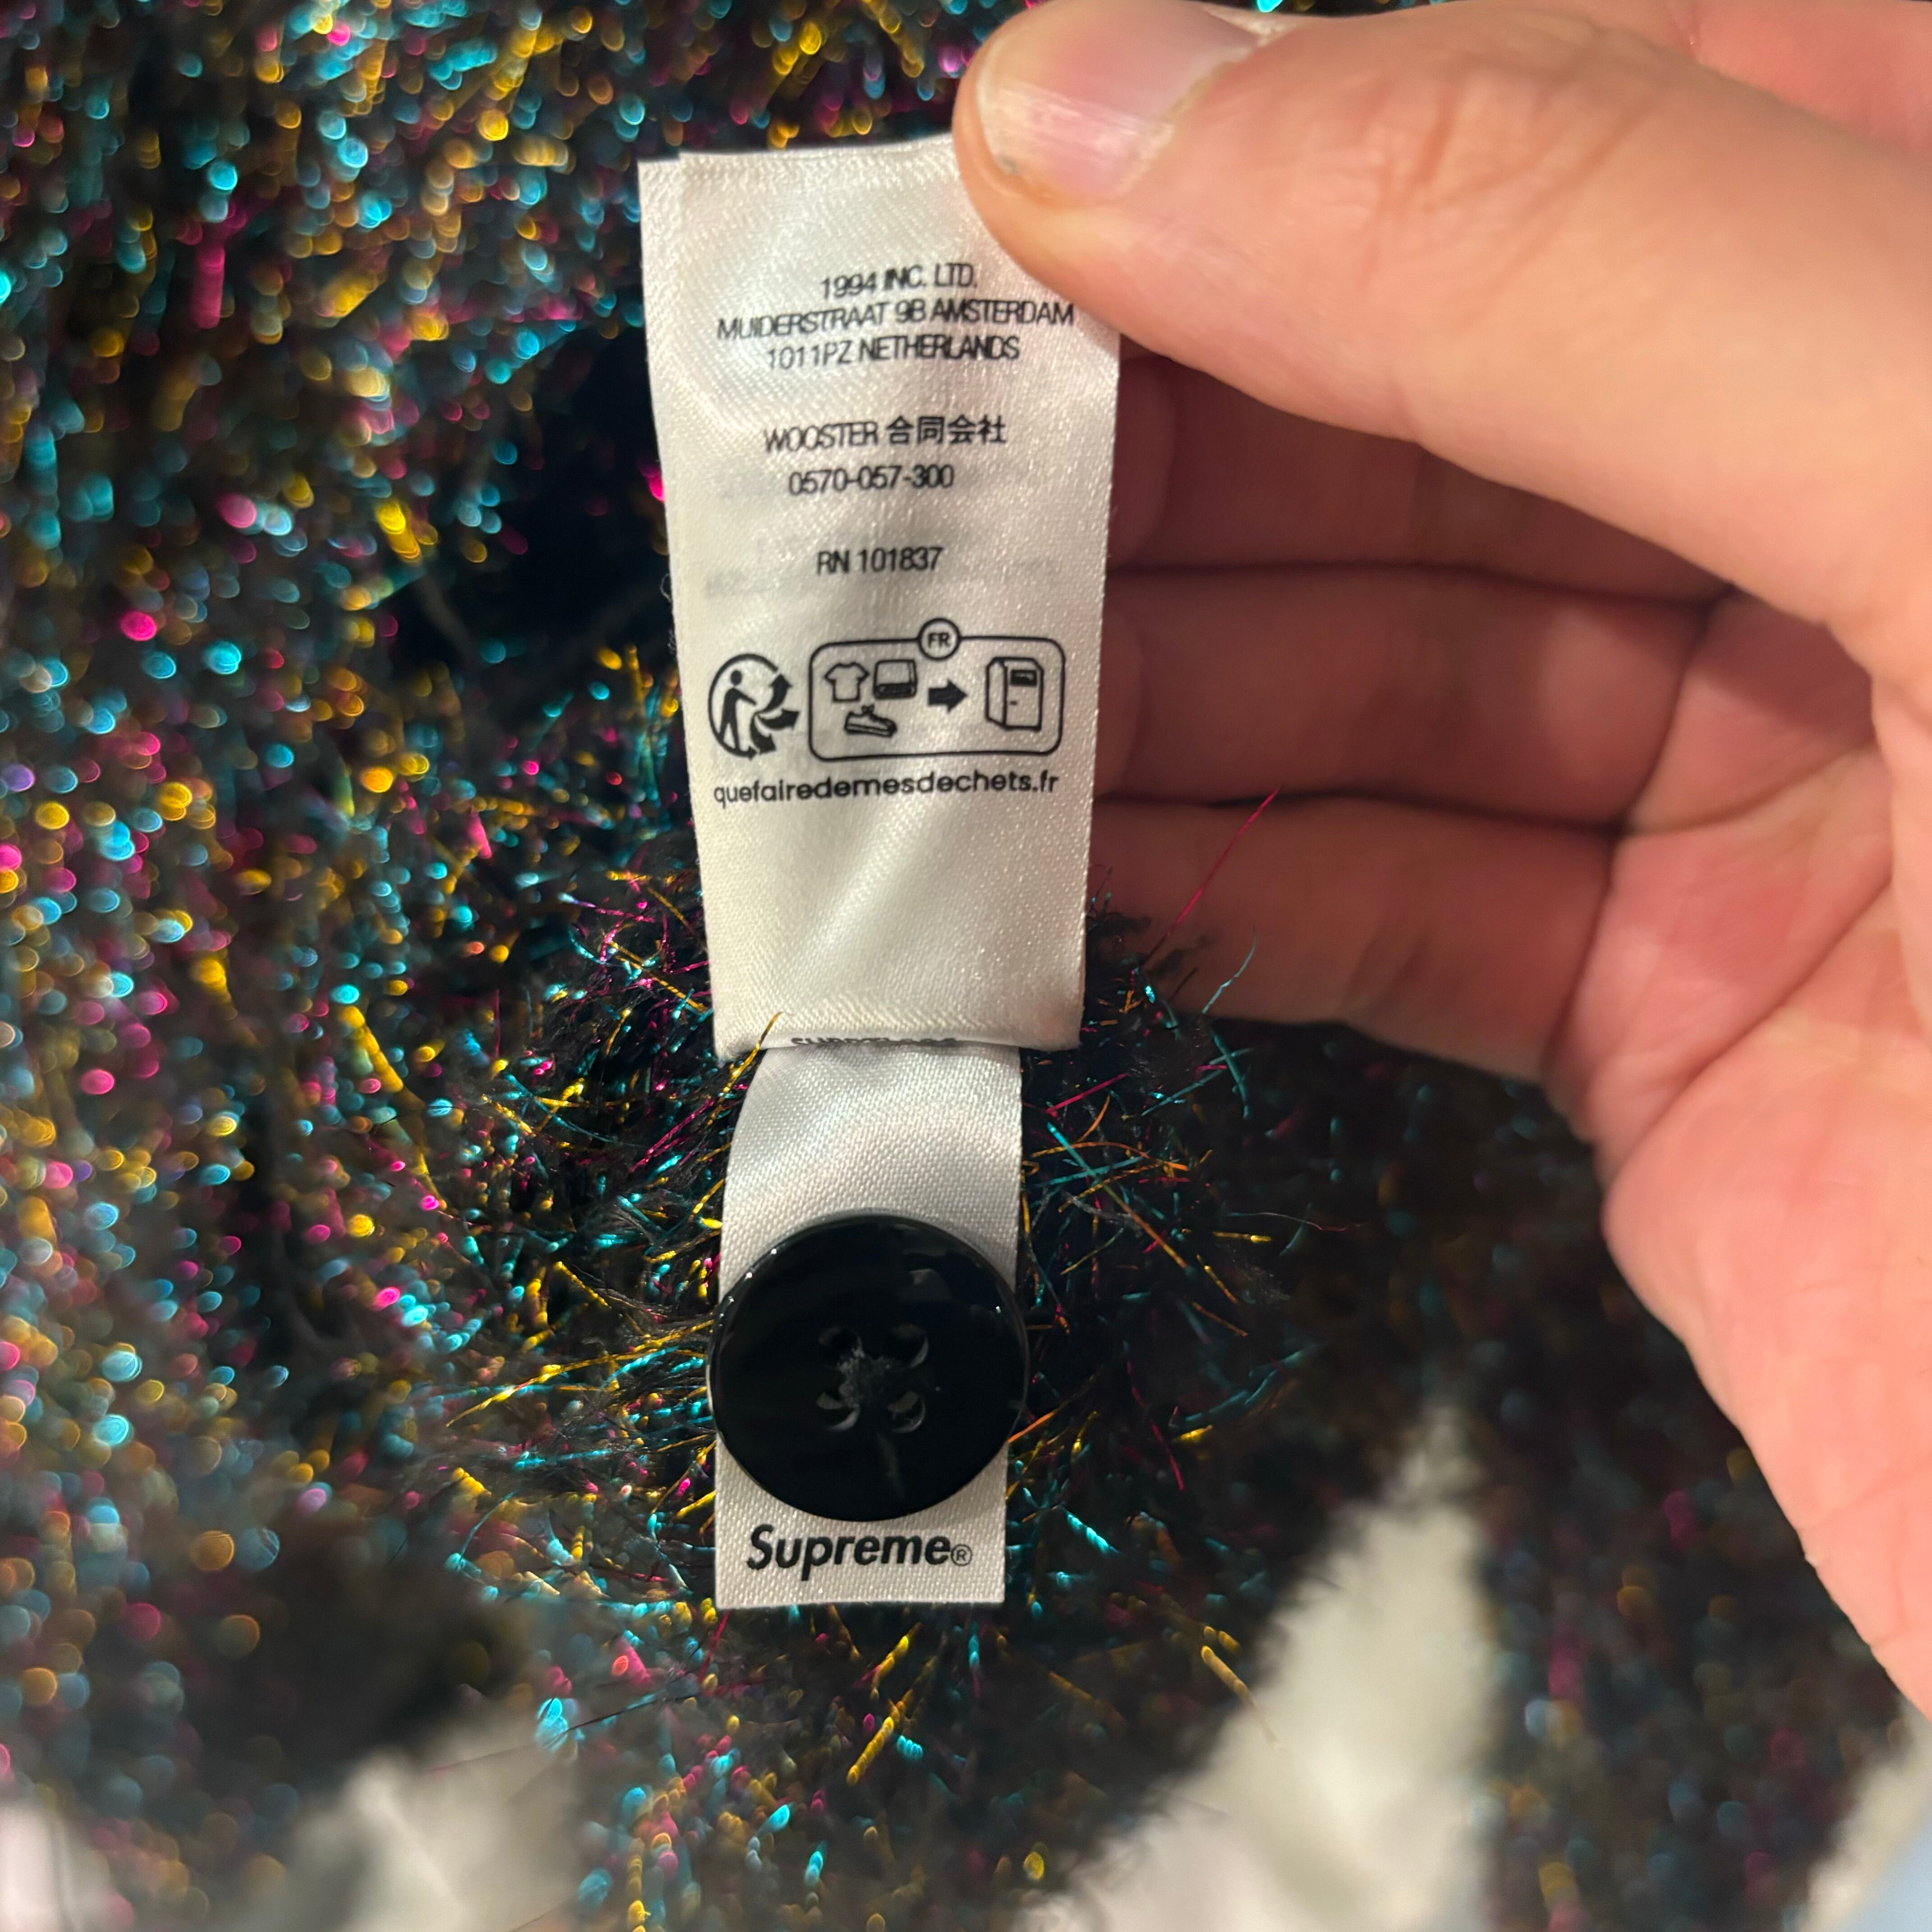 1994 INC. LTD.
MUIDERSTRAAT 9B AMSTERDAM
1011PZ NETHERLANDS
WOOSTER 合同会社
0570-057-300
RN 101837
FR
quefairedemesdechets.fr
Supreme®